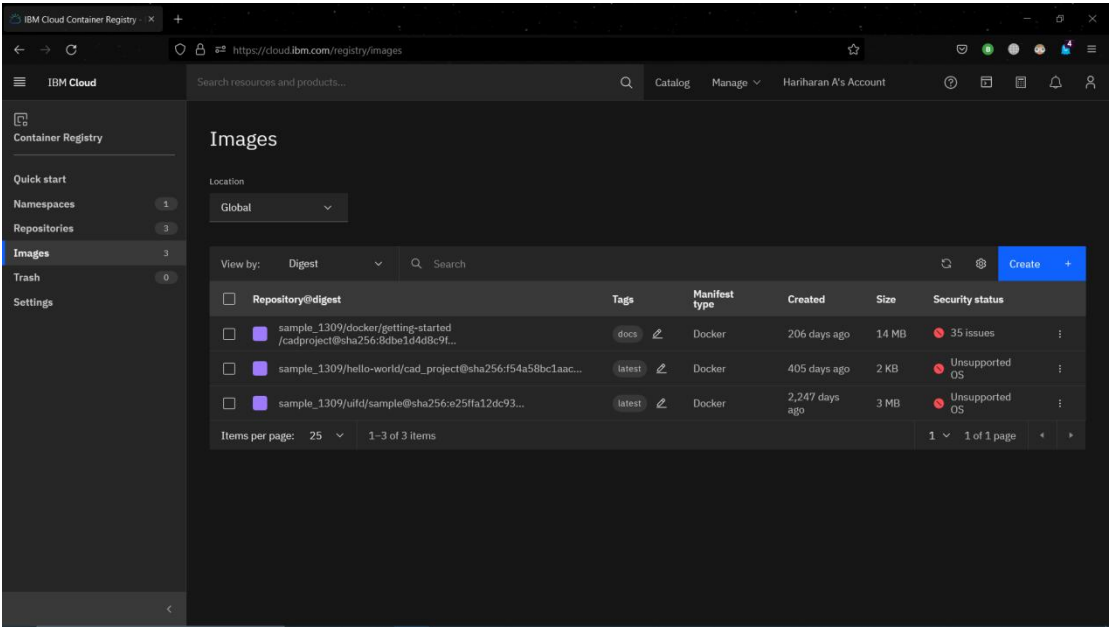 IBM Cloud Container Registry -
https://cloud.ibm.com/registry/images
B
4
IBM Cloud
Search resources and products...
Catalog
Manage
Hariharan A's Account
Container Registry
Quick start
Namespaces 1
Repositories 3
Images 3
Trash 0
Settings
Images
Location
Global
View by: Digest
Search
Create +
Repository@digest Tags Manifest type Created Size Security status
sample_1309/docker/getting-started
/cadproject@sha256:8dbe1d4d8c9f...
docs Docker 206 days ago 14 MB 35 issues
sample_1309/hello-world/cad_project@sha256:f54a58bc1aac...
latest Docker 405 days ago 2 KB Unsupported OS
sample_1309/uifd/sample@sha256:e25ffa12dc93...
latest Docker 2,247 days ago 3 MB Unsupported OS
Items per page: 25 1–3 of 3 items
1 1 of 1 page